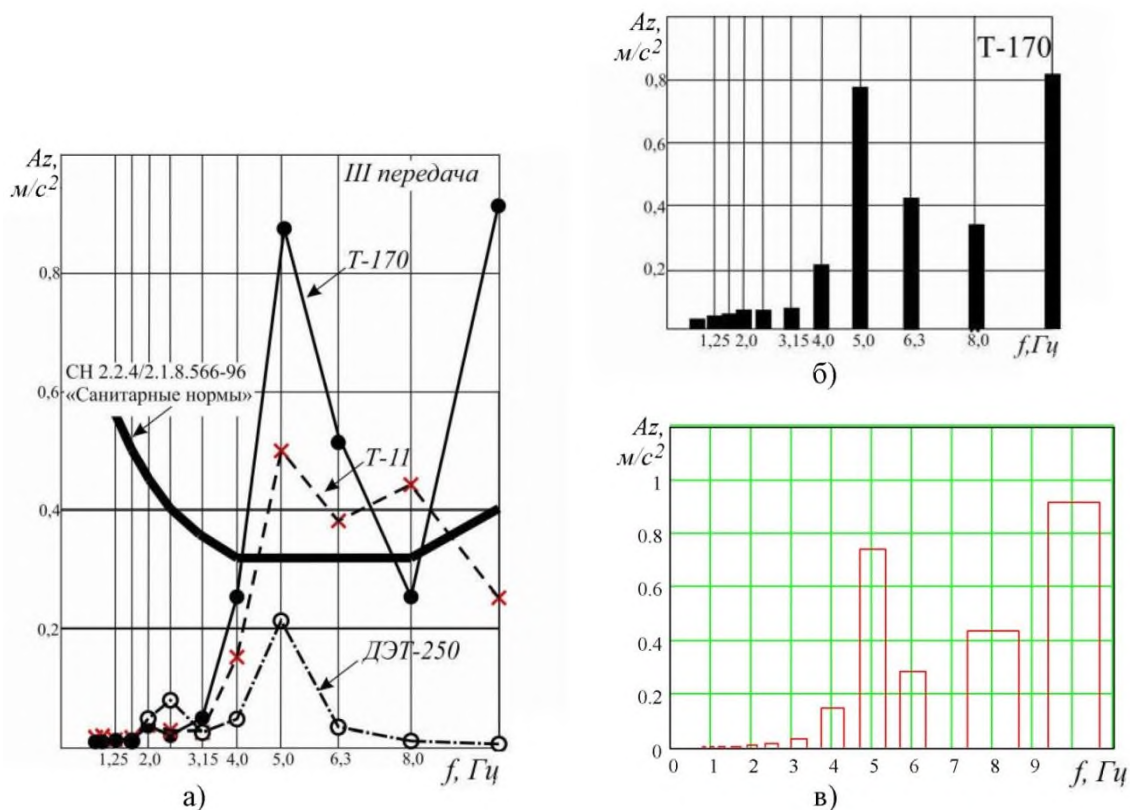 Az,
м/с²
III передача
0,8
Т-170
СН 2.2.4/2.1.8.566-96
«Санитарные нормы»
0,6
Т-11
0,4
0,2
ДЭТ-250
1,25 2,0 3,15 4,0 5,0 6,3 8,0
f, Гц
а)
Az,
м/с²
Т-170
0,8
0,6
0,4
0,2
1,25 2,0 3,15 4,0 5,0 6,3 8,0
f, Гц
б)
Az,
м/с²
1
0.8
0.6
0.4
0.2
0
0 1 2 3 4 5 6 7 8 9 f, Гц
в)